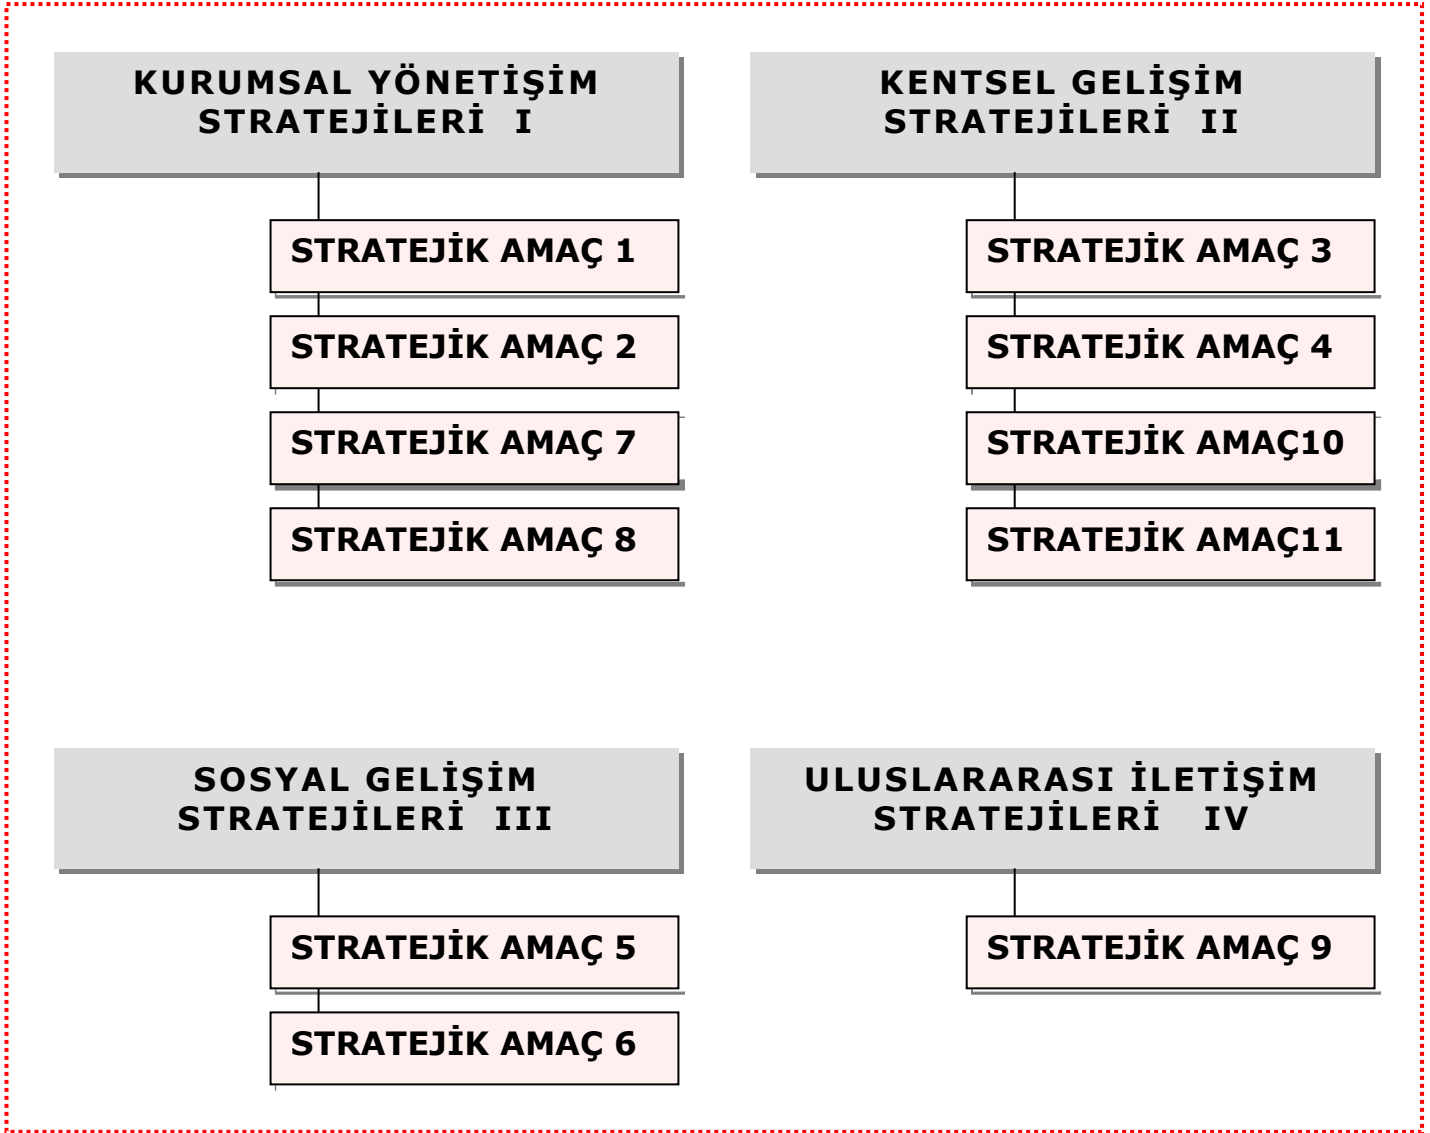 KURUMSAL YÖNETİŞİM
STRATEJİLERİ I
STRATEJİK AMAÇ 1
STRATEJİK AMAÇ 2
STRATEJİK AMAÇ 7
STRATEJİK AMAÇ 8
KENTSEL GELİŞİM
STRATEJİLERİ II
STRATEJİK AMAÇ 3
STRATEJİK AMAÇ 4
STRATEJİK AMAÇ10
STRATEJİK AMAÇ11
SOSYAL GELİŞİM
STRATEJİLERİ III
STRATEJİK AMAÇ 5
STRATEJİK AMAÇ 6
ULUSLARARASI İLETİŞİM
STRATEJİLERİ IV
STRATEJİK AMAÇ 9